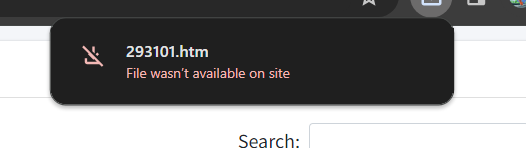 293101.htm
File wasn’t available on site
Search: